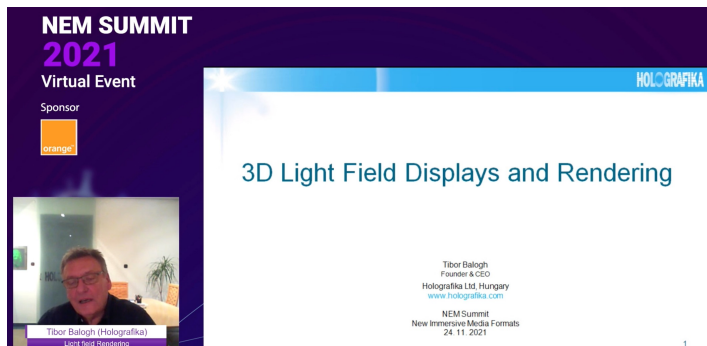 NEM SUMMIT
2021
Virtual Event
Sponsor
orange™
HOLOGRAFIKA
3D Light Field Displays and Rendering
Tibor Balogh
Founder & CEO
Holografika Ltd, Hungary
www.holografika.com
NEM Summit
New Immersive Media Formats
24. 11. 2021
1
Tibor Balogh (Holografika)
Light field Rendering